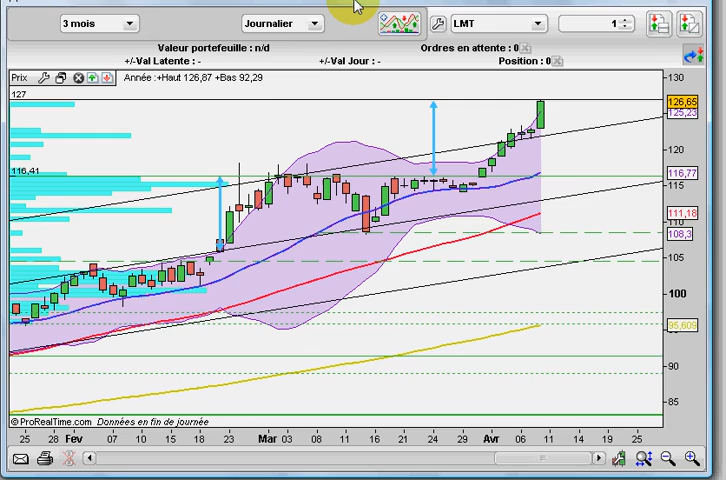 3 mois
Journalier
LMT
1
Valeur portefeuille : n/d
Ordres en attente : 0
+/-Val Latente : -
+/-Val Jour : -
Position : 0
Prix
Année :+Haut 126,87 +Bas 92,29
130
127
126,65
125,23
120
116,41
116,77
115
111,18
110
108,3
105
100
95,609
90
85
© ProRealTime.com Données en fin de journée
25 28 Fev 07 10 15 18 23 Mar 03 08 11 16 21 24 29 Avr 06 11 14 19 25